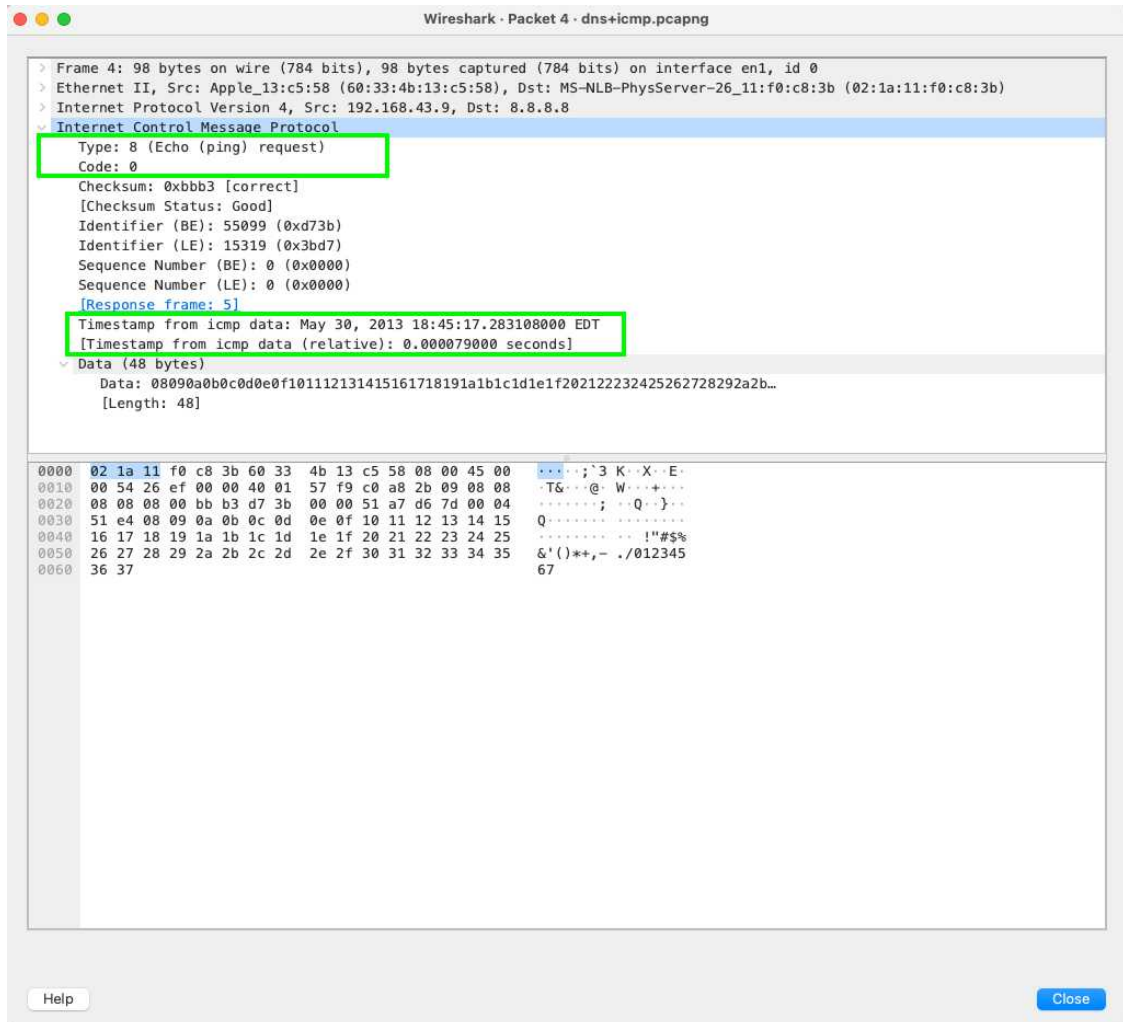 Wireshark · Packet 4 · dns+icmp.pcapng
Frame 4: 98 bytes on wire (784 bits), 98 bytes captured (784 bits) on interface en1, id 0
Ethernet II, Src: Apple_13:c5:58 (60:33:4b:13:c5:58), Dst: MS-NLB-PhysServer-26_11:f0:c8:3b (02:1a:11:f0:c8:3b)
Internet Protocol Version 4, Src: 192.168.43.9, Dst: 8.8.8.8
Internet Control Message Protocol
Type: 8 (Echo (ping) request)
Code: 0
Checksum: 0xbbb3 [correct]
[Checksum Status: Good]
Identifier (BE): 55099 (0xd73b)
Identifier (LE): 15319 (0x3bd7)
Sequence Number (BE): 0 (0x0000)
Sequence Number (LE): 0 (0x0000)
[Response frame: 5]
Timestamp from icmp data: May 30, 2013 18:45:17.283108000 EDT
[Timestamp from icmp data (relative): 0.000079000 seconds]
Data (48 bytes)
Data: 08090a0b0c0d0e0f101112131415161718191a1b1c1d1e1f202122232425262728292a2b…
[Length: 48]
0000 02 1a 11 f0 c8 3b 60 33 4b 13 c5 58 08 00 45 00 ·····;`3 K··X··E·
0010 00 54 26 ef 00 00 40 01 57 f9 c0 a8 2b 09 08 08 ·T&···@· W···+···
0020 08 08 08 00 bb b3 d7 3b 00 00 51 a7 d6 7d 00 04 ·······; ··Q··}··
0030 51 e4 08 09 0a 0b 0c 0d 0e 0f 10 11 12 13 14 15 Q······· ········
0040 16 17 18 19 1a 1b 1c 1d 1e 1f 20 21 22 23 24 25 ········ ·· !"#$%
0050 26 27 28 29 2a 2b 2c 2d 2e 2f 30 31 32 33 34 35 &'()*+,- ./012345
0060 36 37 67
Help
Close